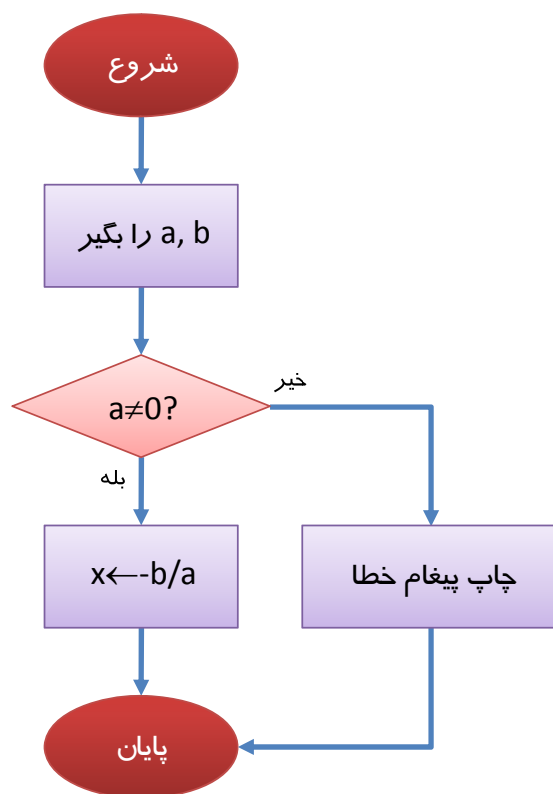 شروع
a, b را بگیر
a≠0?
خیر
بله
x←-b/a
چاپ پیغام خطا
پایان